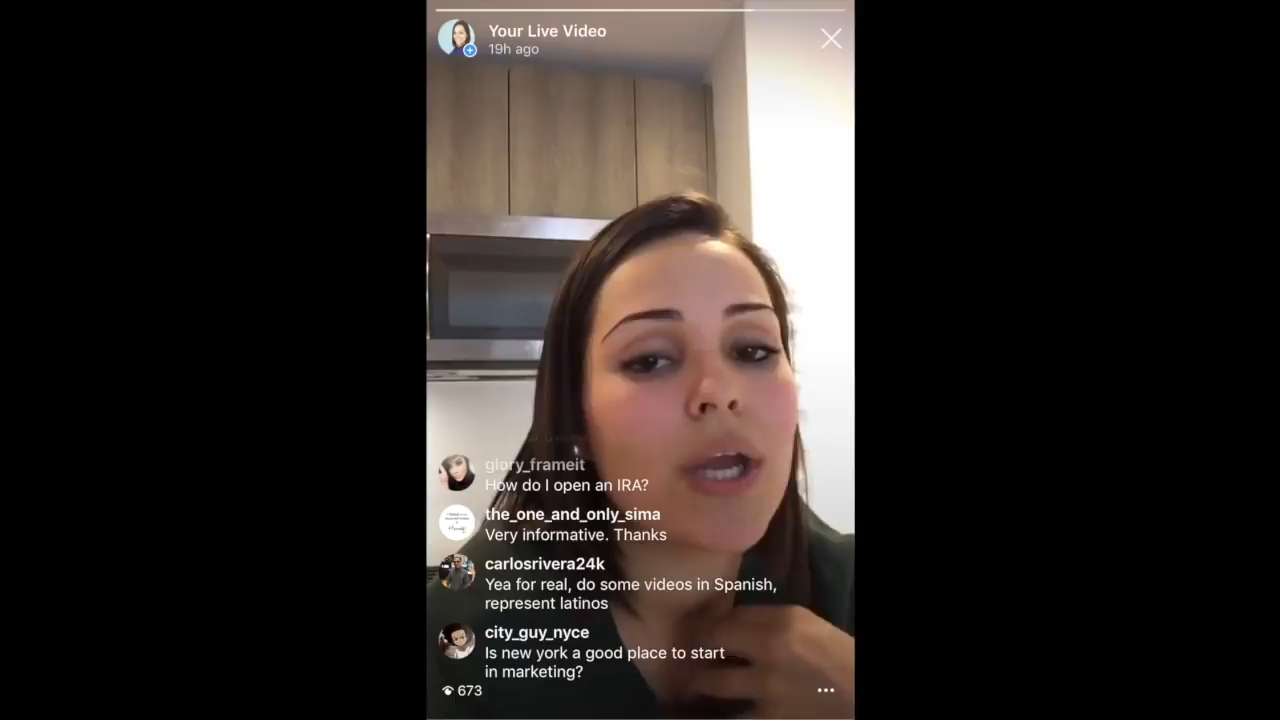 Your Live Video
19h ago
glory_frameit
How do I open an IRA?
the_one_and_only_sima
Very informative. Thanks
carlosrivera24k
Yea for real, do some videos in Spanish,
represent latinos
city_guy_nyce
Is new york a good place to start
in marketing?
673